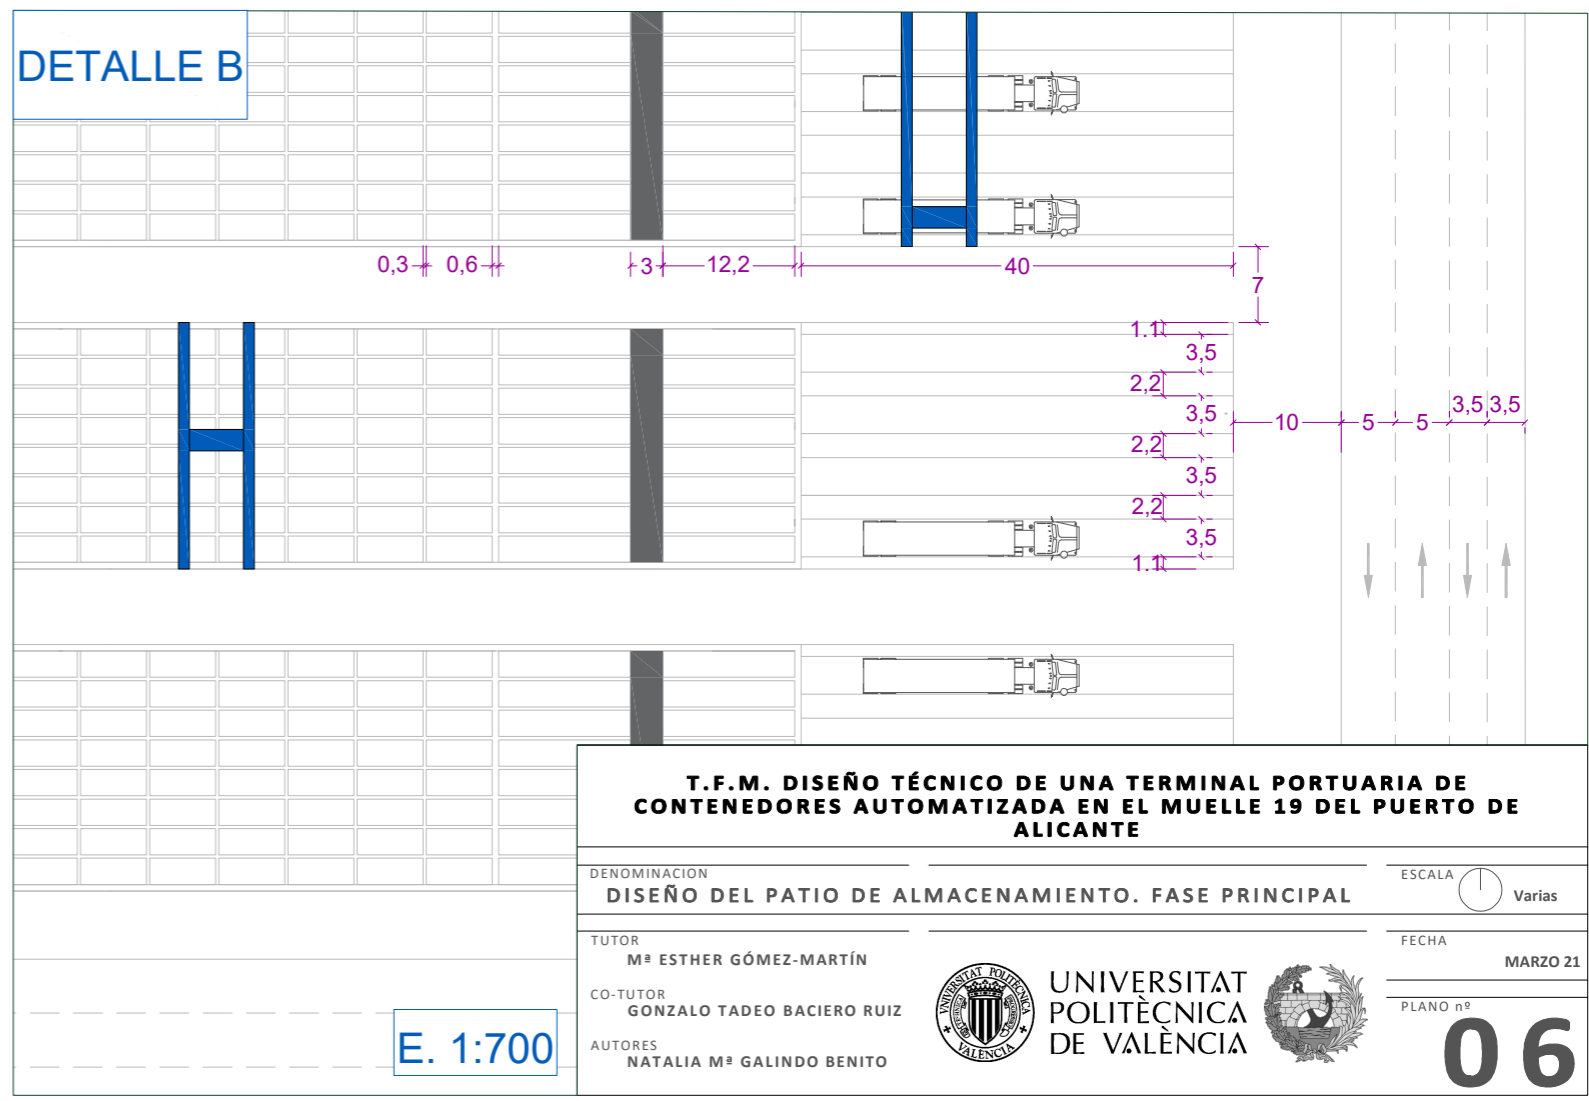 DETALLE B
0,3
0,6
3
12,2
40
7
1.1
3,5
2,2
3,5
2,2
3,5
2,2
3,5
1.1
10
5
5
3,5
3,5
E. 1:700
T.F.M. DISEÑO TÉCNICO DE UNA TERMINAL PORTUARIA DE
CONTENEDORES AUTOMATIZADA EN EL MUELLE 19 DEL PUERTO DE
ALICANTE
DENOMINACION
DISEÑO DEL PATIO DE ALMACENAMIENTO. FASE PRINCIPAL
ESCALA
Varias
TUTOR
Mª ESTHER GÓMEZ-MARTÍN
CO-TUTOR
GONZALO TADEO BACIERO RUIZ
AUTORES
NATALIA Mª GALINDO BENITO
UNIVERSITAT POLITÈCNICA
VALÈNCIA
UNIVERSITAT
POLITÈCNICA
DE VALÈNCIA
FECHA
MARZO 21
PLANO nº
06